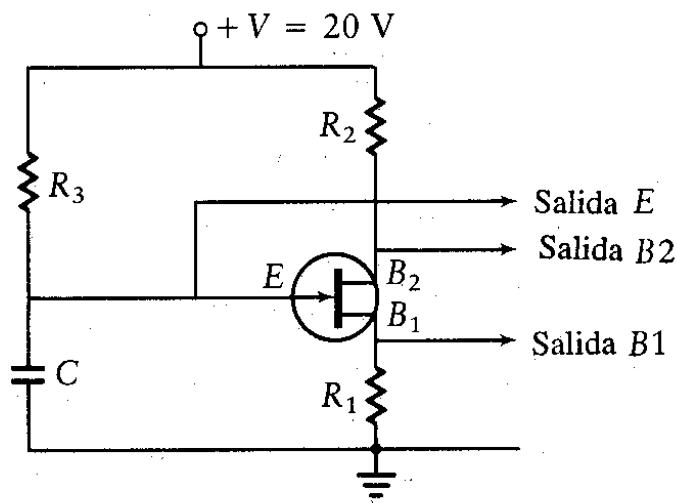 + V = 20 V
R2
R3
Salida E
Salida B2
E
B2
B1
Salida B1
C
R1